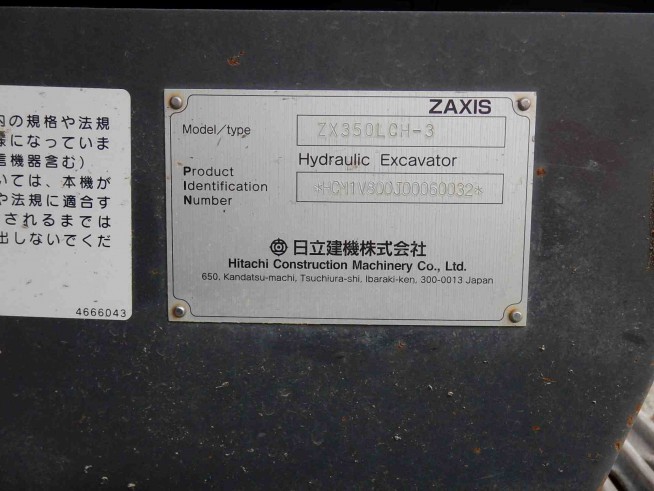 内の規格や法規
様になっていま
信機器含む)
いては、本機が
や法規に適合す
されるまでは
出しないでくだ
4666043
ZAXIS
Model/type ZX350LCH-3
Hydraulic Excavator
Product
Identification *HCM1V800J00060032*
Number
日立建機株式会社
Hitachi Construction Machinery Co., Ltd.
650, Kandatsu-machi, Tsuchiura-shi, Ibaraki-ken, 300-0013 Japan